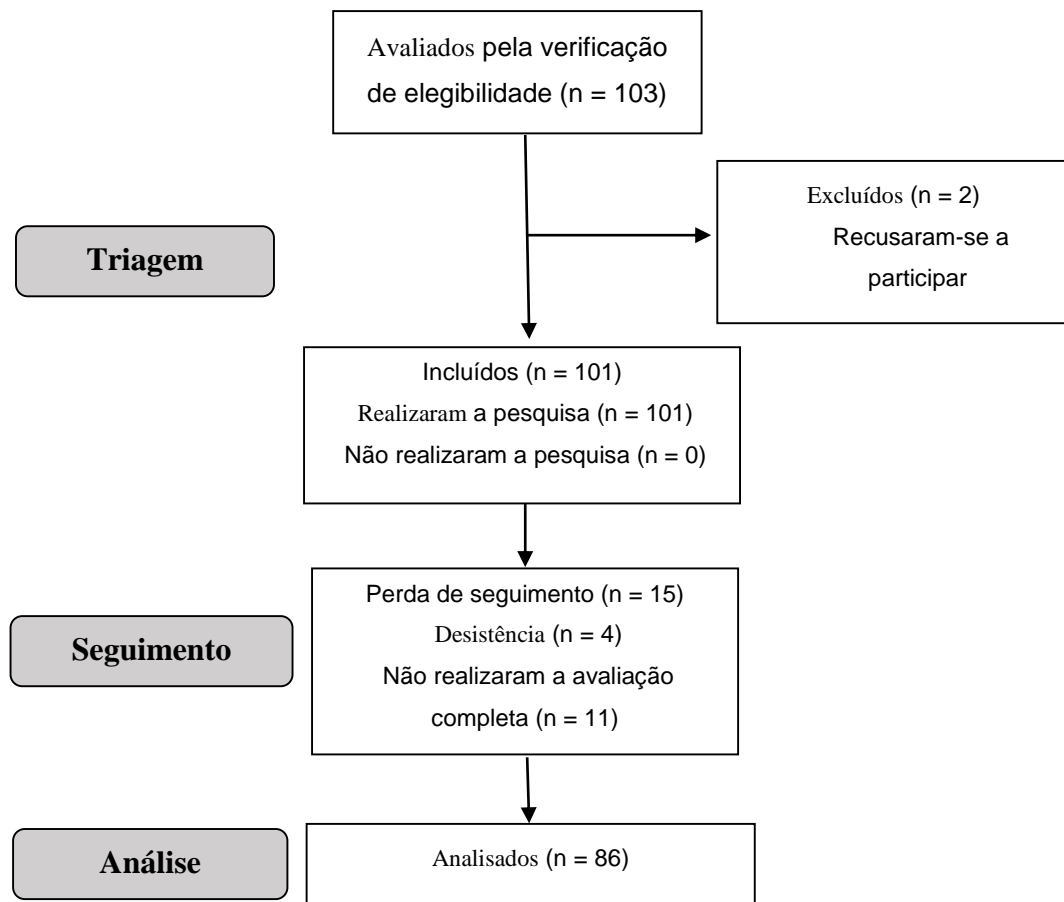 Avaliados pela verificação
de elegibilidade (n = 103)
Excluídos (n = 2)
Recusaram-se a
participar
Triagem
Incluídos (n = 101)
Realizaram a pesquisa (n = 101)
Não realizaram a pesquisa (n = 0)
Perda de seguimento (n = 15)
Desistência (n = 4)
Não realizaram a avaliação
completa (n = 11)
Seguimento
Análise
Analisados (n = 86)